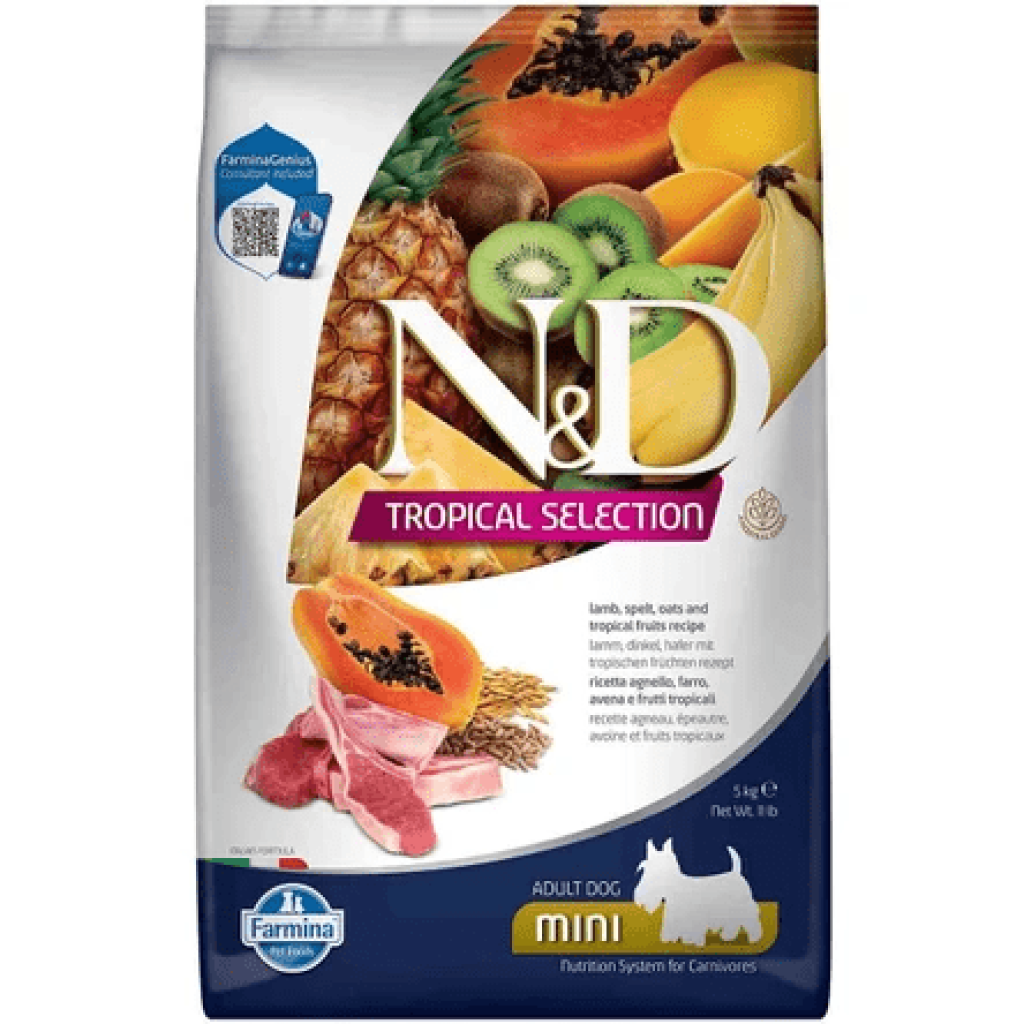 FarminaGenius
Consultant included
N&D
TROPICAL SELECTION
lamb, spelt, oats and
tropical fruits recipe
lamm, dinkel, hafer mit
tropischen früchten rezept
ricetta agnello, farro,
avena e frutti tropicali
recette agneau, épeautre,
avoine et fruits tropicaux
5 kg ℮
Net Wt. 11 lb
ITALIAN FORMULA
ADULT DOG
mini
Nutrition System for Carnivores
Farmina
Pet Foods